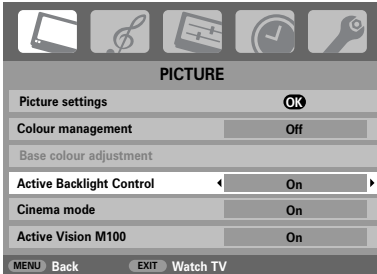 PICTURE
Picture settings OK
Colour management Off
Base colour adjustment
Active Backlight Control On
Cinema mode On
Active Vision M100 On
MENU Back EXIT Watch TV